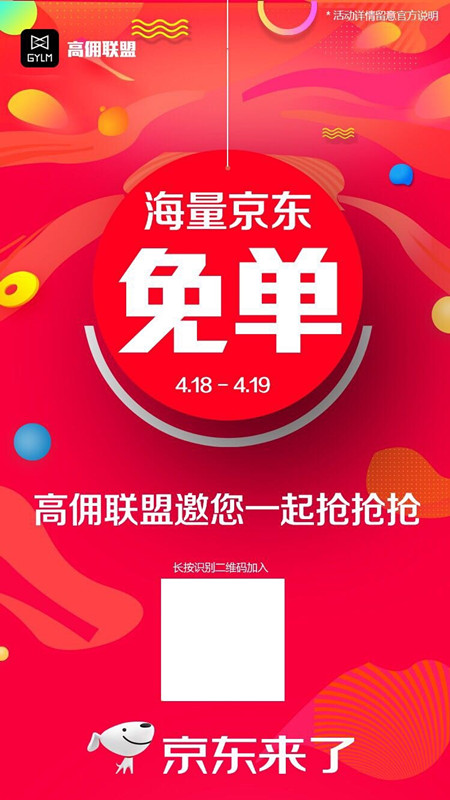 GYLM
高佣联盟
* 活动详情留意官方说明
海量京东
免单
4.18 - 4.19
高佣联盟邀您一起抢抢抢
长按识别二维码加入
京东来了